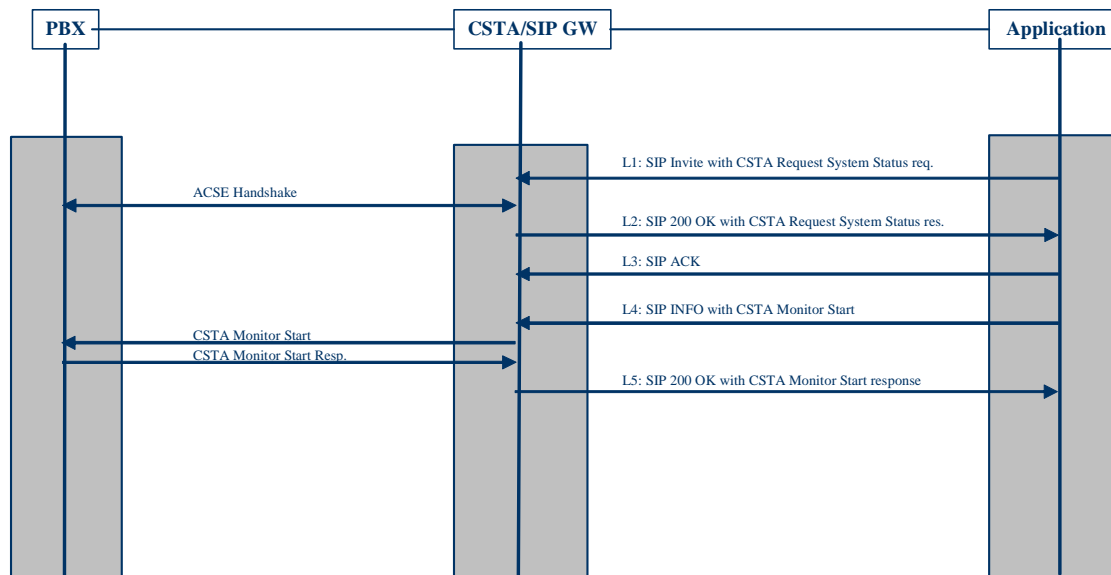 PBX
CSTA/SIP GW
Application
L1: SIP Invite with CSTA Request System Status req.
ACSE Handshake
L2: SIP 200 OK with CSTA Request System Status res.
L3: SIP ACK
L4: SIP INFO with CSTA Monitor Start
CSTA Monitor Start
CSTA Monitor Start Resp.
L5: SIP 200 OK with CSTA Monitor Start response